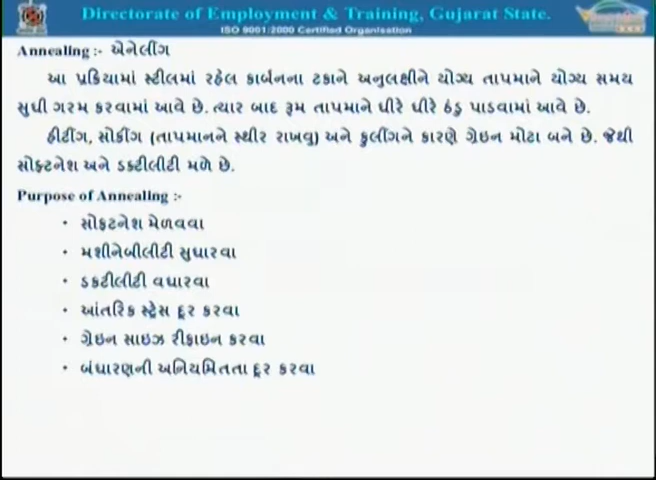 Directorate of Employment & Training, Gujarat State.
ISO 9001:2000 Certified Organisation
Annealing :- એનેલીંગ
આ પ્રક્રિયામાં સ્ટીલમાં રહેલ કાર્બનના ટકાને અનુલક્ષીને યોગ્ય તાપમાને યોગ્ય સમય
સુધી ગરમ કરવામાં આવે છે. ત્યાર બાદ રૂમ તાપમાને ધીરે ધીરે ઠંડુ પાડવામાં આવે છે.
હીટીંગ, સોકીંગ (તાપમાનને સ્થીર રાખવુ) અને કુલીંગને કારણે ગ્રેઇન મોટા બને છે. જેથી
સોફ્ટનેશ અને ડક્ટીલીટી મળે છે.
Purpose of Annealing :-
• સોફ્ટનેશ મેળવવા
• મશીનેબીલીટી સુધારવા
• ડકટીલીટી વધારવા
• આંતરિક સ્ટ્રેસ દૂર કરવા
• ગ્રેઇન સાઇઝ રીફાઇન કરવા
• બંધારણની અનિયમિતતા દૂર કરવા